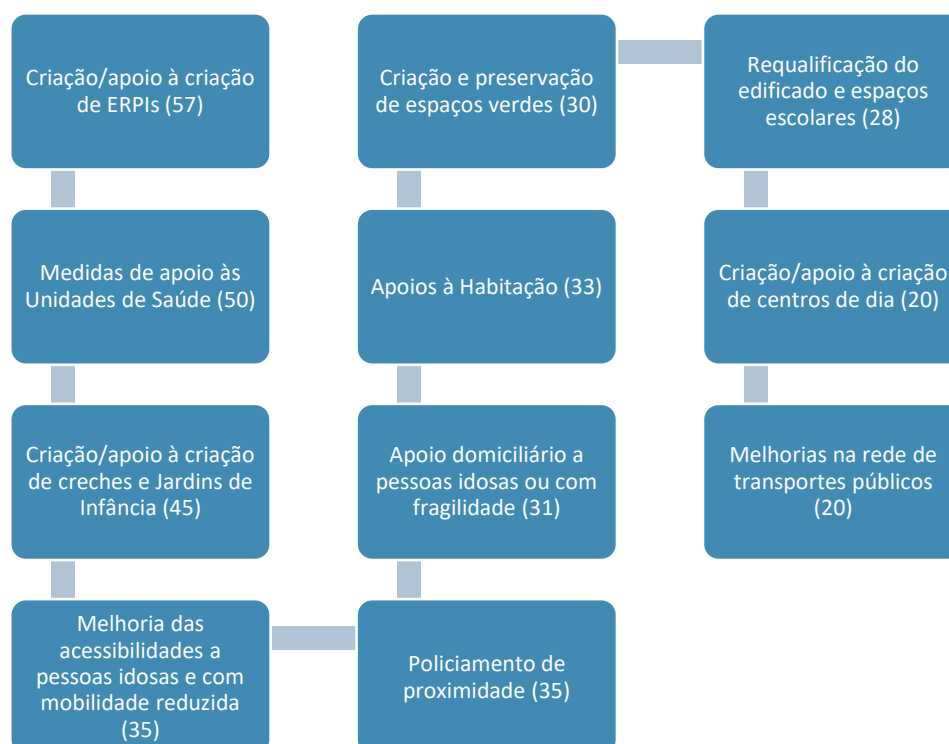 Criação/apoio à criação
de ERPIs (57)
Medidas de apoio às
Unidades de Saúde (50)
Criação/apoio à criação
de creches e Jardins de
Infância (45)
Melhoria das
acessibilidades a
pessoas idosas e com
mobilidade reduzida
(35)
Policiamento de
proximidade (35)
Apoio domiciliário a
pessoas idosas ou com
fragilidade (31)
Apoios à Habitação (33)
Criação e preservação
de espaços verdes (30)
Requalificação do
edificado e espaços
escolares (28)
Criação/apoio à criação
de centros de dia (20)
Melhorias na rede de
transportes públicos
(20)